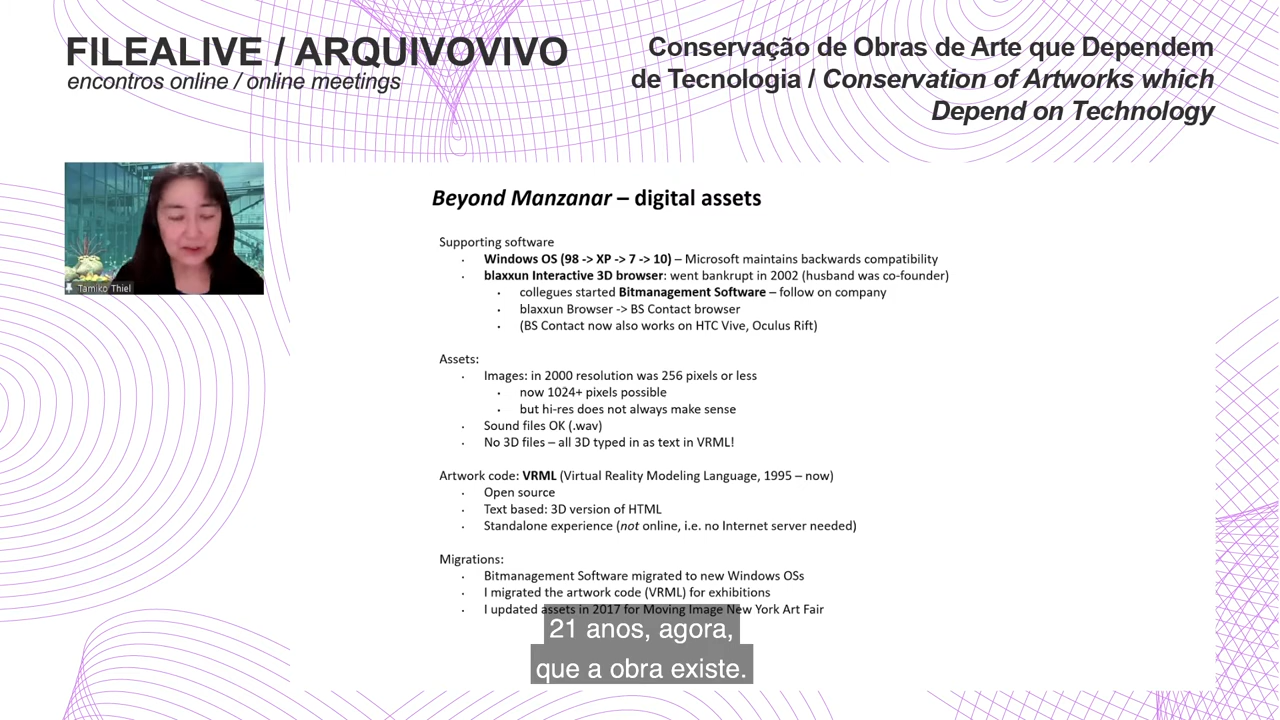 FILEALIVE / ARQUIVOVIVO
encontros online / online meetings
Conservação de Obras de Arte que Dependem
de Tecnologia / Conservation of Artworks which
Depend on Technology
Tamiko Thiel
Beyond Manzanar – digital assets
Supporting software
· Windows OS (98 -> XP -> 7 -> 10) – Microsoft maintains backwards compatibility
· blaxxun Interactive 3D browser: went bankrupt in 2002 (husband was co-founder)
· collegues started Bitmanagement Software – follow on company
· blaxxun Browser -> BS Contact browser
· (BS Contact now also works on HTC Vive, Oculus Rift)
Assets:
· Images: in 2000 resolution was 256 pixels or less
· now 1024+ pixels possible
· but hi-res does not always make sense
· Sound files OK (.wav)
· No 3D files – all 3D typed in as text in VRML!
Artwork code: VRML (Virtual Reality Modeling Language, 1995 – now)
· Open source
· Text based: 3D version of HTML
· Standalone experience (not online, i.e. no Internet server needed)
Migrations:
· Bitmanagement Software migrated to new Windows OSs
· I migrated the artwork code (VRML) for exhibitions
· I updated assets in 2017 for Moving Image New York Art Fair
21 anos, agora,
que a obra existe.